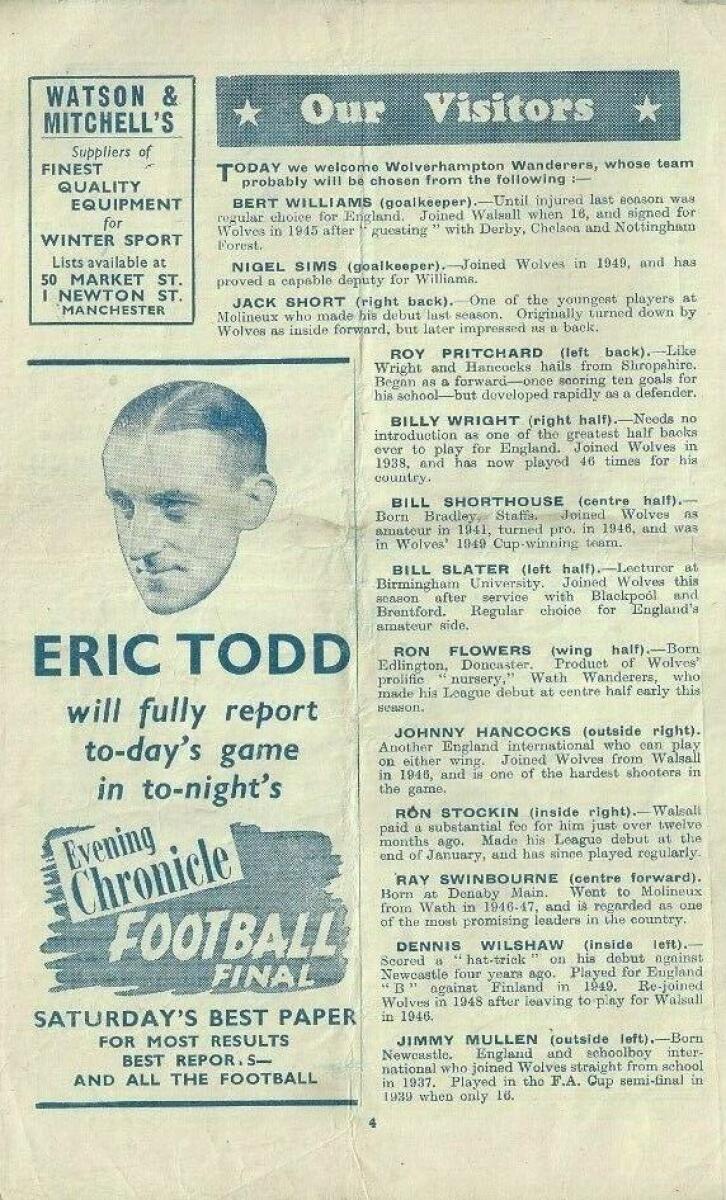 WATSON &
MITCHELL'S
Suppliers of
FINEST
QUALITY
EQUIPMENT
for
WINTER SPORT
Lists available at
50 MARKET ST.
1 NEWTON ST.
MANCHESTER
Our Visitors
TODAY we welcome Wolverhampton Wanderers, whose team
probably will be chosen from the following :—
BERT WILLIAMS (goalkeeper).—Until injured last season was
regular choice for England. Joined Walsall when 16, and signed for
Wolves in 1945 after "guesting" with Derby, Chelsea and Nottingham
Forest.
NIGEL SIMS (goalkeeper).—Joined Wolves in 1949, and has
proved a capable deputy for Williams.
JACK SHORT (right back).—One of the youngest players at
Molineux who made his debut last season. Originally turned down by
Wolves as inside forward, but later impressed as a back.
ROY PRITCHARD (left back).—Like
Wright and Hancocks hails from Shropshire.
Began as a forward—once scoring ten goals for
his school—but developed rapidly as a defender.
BILLY WRIGHT (right half).—Needs no
introduction as one of the greatest half backs
ever to play for England. Joined Wolves in
1938, and has now played 46 times for his
country.
BILL SHORTHOUSE (centre half).—
Born Bradley, Staffs. Joined Wolves as
amateur in 1941, turned pro. in 1946, and was
in Wolves' 1949 Cup-winning team.
BILL SLATER (left half).—Lecturer at
Birmingham University. Joined Wolves this
season after service with Blackpool and
Brentford. Regular choice for England's
amateur side.
RON FLOWERS (wing half).—Born
Edlington, Doncaster. Product of Wolves'
prolific "nursery," Wath Wanderers, who
made his League debut at centre half early this
season.
JOHNNY HANCOCKS (outside right).
Another England international who can play
on either wing. Joined Wolves from Walsall
in 1946, and is one of the hardest shooters in
the game.
RON STOCKIN (inside right).—Walsall
paid a substantial fee for him just over twelve
months ago. Made his League debut at the
end of January, and has since played regularly.
RAY SWINBOURNE (centre forward).
Born at Denaby Main. Went to Molineux
from Wath in 1946-47, and is regarded as one
of the most promising leaders in the country.
DENNIS WILSHAW (inside left).—
Scored a "hat-trick" on his debut against
Newcastle four years ago. Played for England
"B" against Finland in 1949. Re-joined
Wolves in 1948 after leaving to play for Walsall
in 1946.
JIMMY MULLEN (outside left).—Born
Newcastle. England and schoolboy inter-
national who joined Wolves straight from school
in 1937. Played in the F.A. Cup semi-final in
1939 when only 16.
ERIC TODD
will fully report
to-day's game
in to-night's
Evening
Chronicle
FOOTBALL
FINAL
SATURDAY'S BEST PAPER
FOR MOST RESULTS
BEST REPOR.S—
AND ALL THE FOOTBALL
4